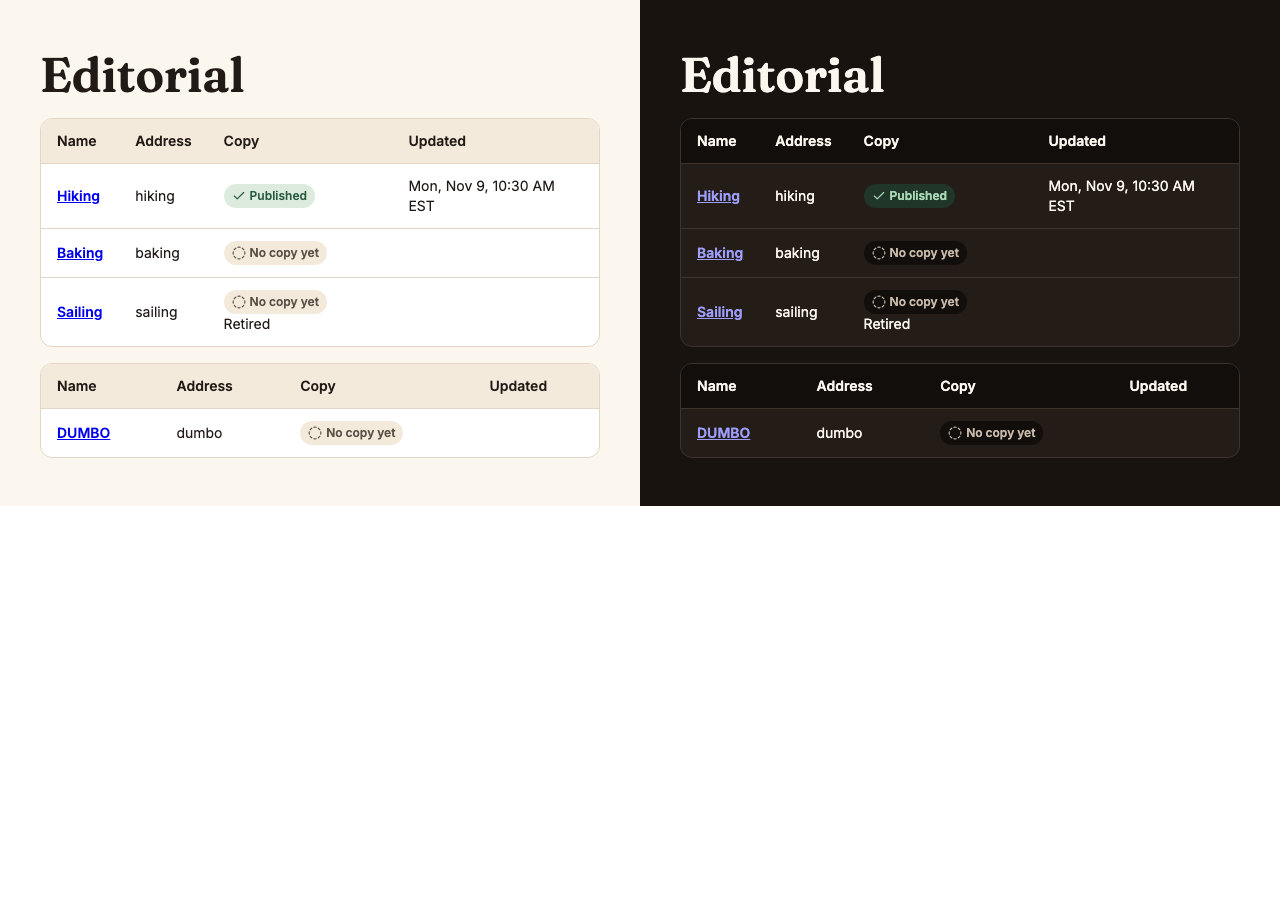 Editorial
Name Address Copy Updated
Hiking hiking Published Mon, Nov 9, 10:30 AM EST
Baking baking No copy yet
Sailing sailing No copy yet
Retired
Name Address Copy Updated
DUMBO dumbo No copy yet
Editorial
Name Address Copy Updated
Hiking hiking Published Mon, Nov 9, 10:30 AM EST
Baking baking No copy yet
Sailing sailing No copy yet
Retired
Name Address Copy Updated
DUMBO dumbo No copy yet